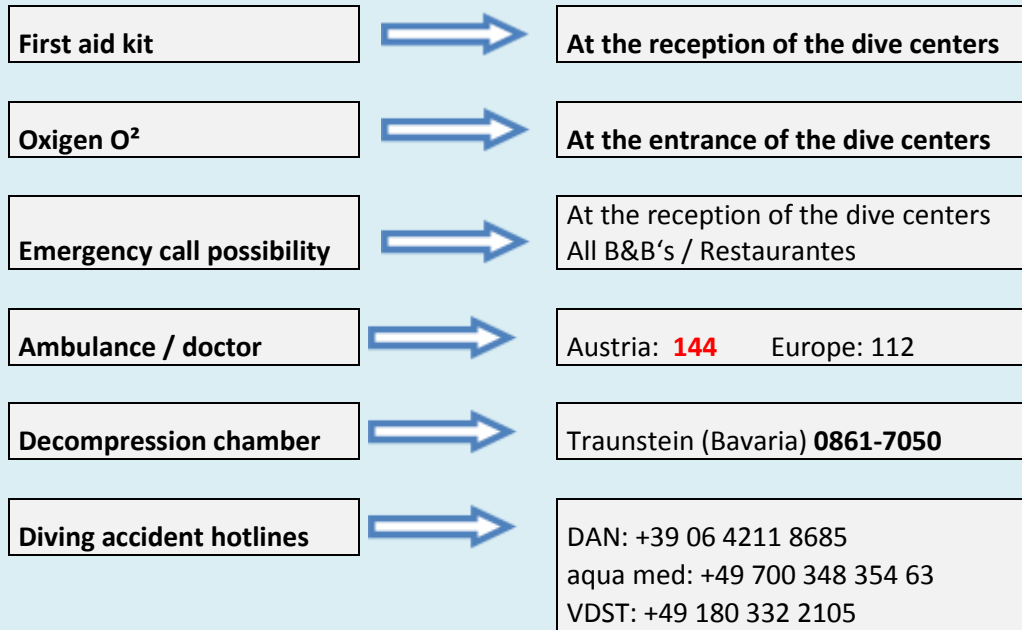 First aid kit
At the reception of the dive centers
Oxigen O²
At the entrance of the dive centers
Emergency call possibility
At the reception of the dive centers
All B&B‘s / Restaurantes
Ambulance / doctor
Austria: 144 Europe: 112
Decompression chamber
Traunstein (Bavaria) 0861-7050
Diving accident hotlines
DAN: +39 06 4211 8685
aqua med: +49 700 348 354 63
VDST: +49 180 332 2105